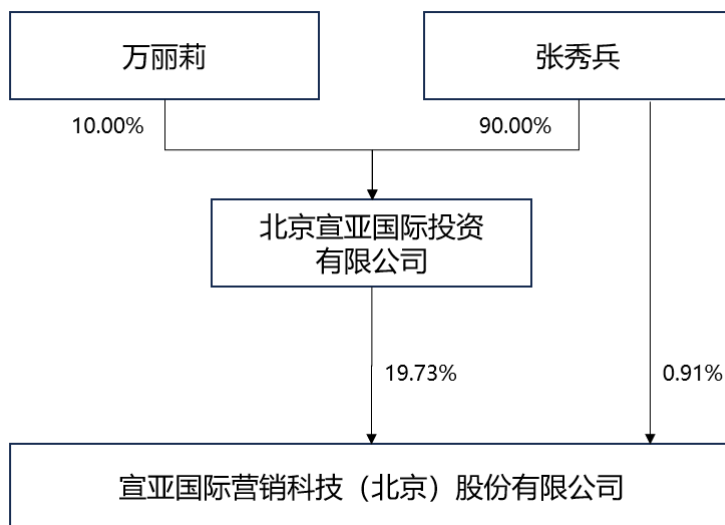 万丽莉
张秀兵
10.00%
90.00%
北京宣亚国际投资
有限公司
19.73%
0.91%
宣亚国际营销科技（北京）股份有限公司